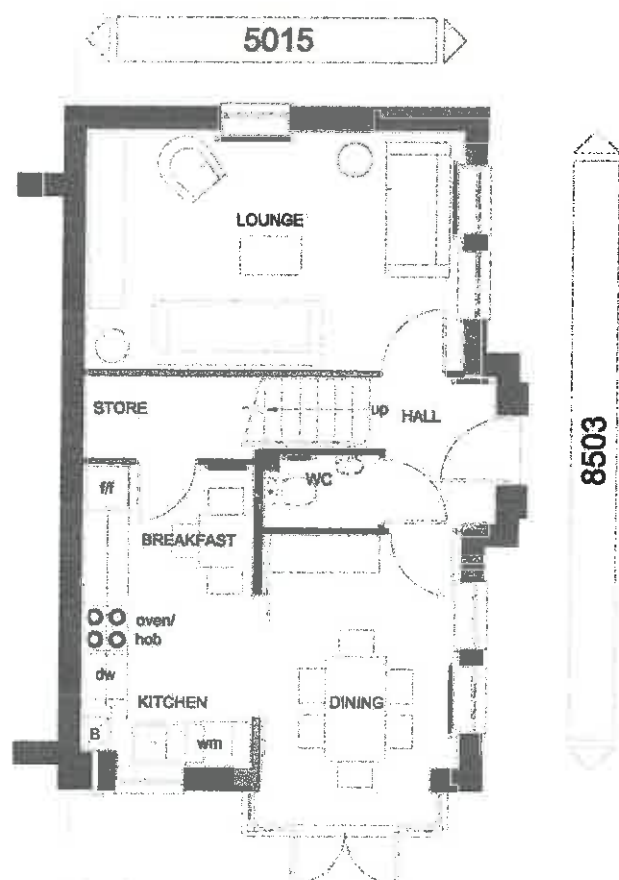 5015
LOUNGE
8503
STORE
up
HALL
f/f
WC
BREAKFAST
oven/
hob
dw
KITCHEN
DINING
B
wm